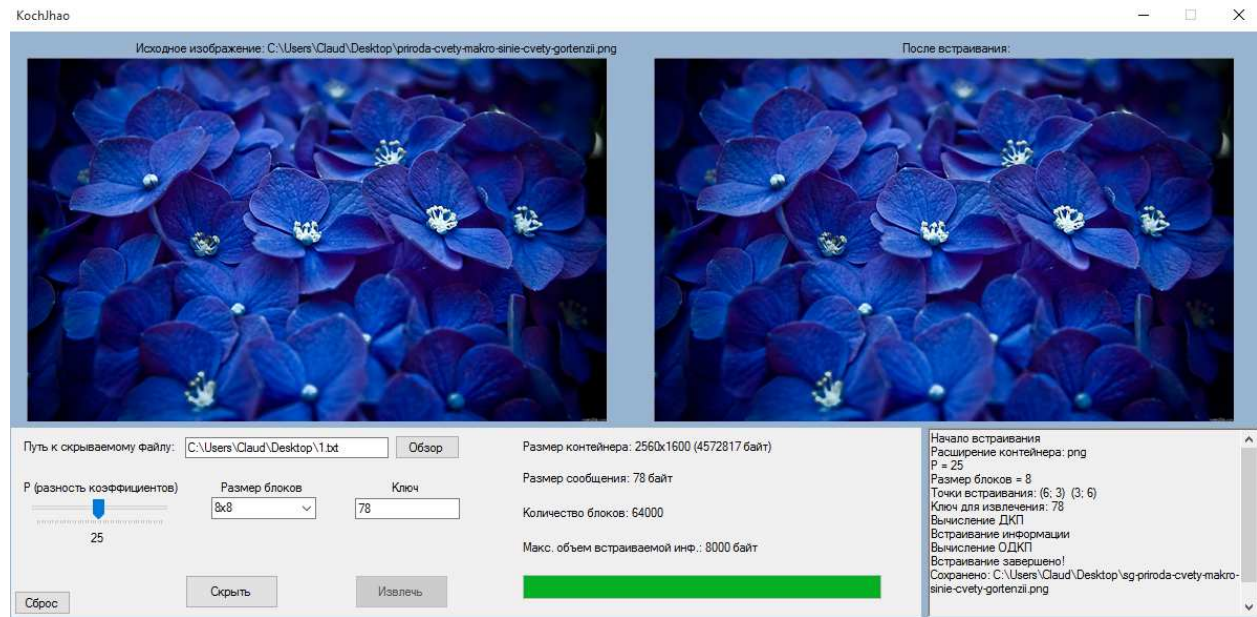 KochJhao
Исходное изображение: C:\Users\Claud\Desktop\priroda-cvety-makro-sinie-cvety-gortenzii.png
После встраивания:
Путь к скрываемому файлу:
C:\Users\Claud\Desktop\1.txt
Обзор
P (разность коэффициентов)
25
Размер блоков
8x8
Ключ
78
Сброс
Скрыть
Извлечь
Размер контейнера: 2560x1600 (4572817 байт)
Размер сообщения: 78 байт
Количество блоков: 64000
Макс. объем встраиваемой инф.: 8000 байт
Начало встраивания
Расширение контейнера: png
P = 25
Размер блоков = 8
Точки встраивания: (6; 3) (3; 6)
Ключ для извлечения: 78
Вычисление ДКП
Встраивание информации
Вычисление ОДКП
Встраивание завершено!
Сохранено: C:\Users\Claud\Desktop\sg-priroda-cvety-makro-
sinie-cvety-gortenzii.png